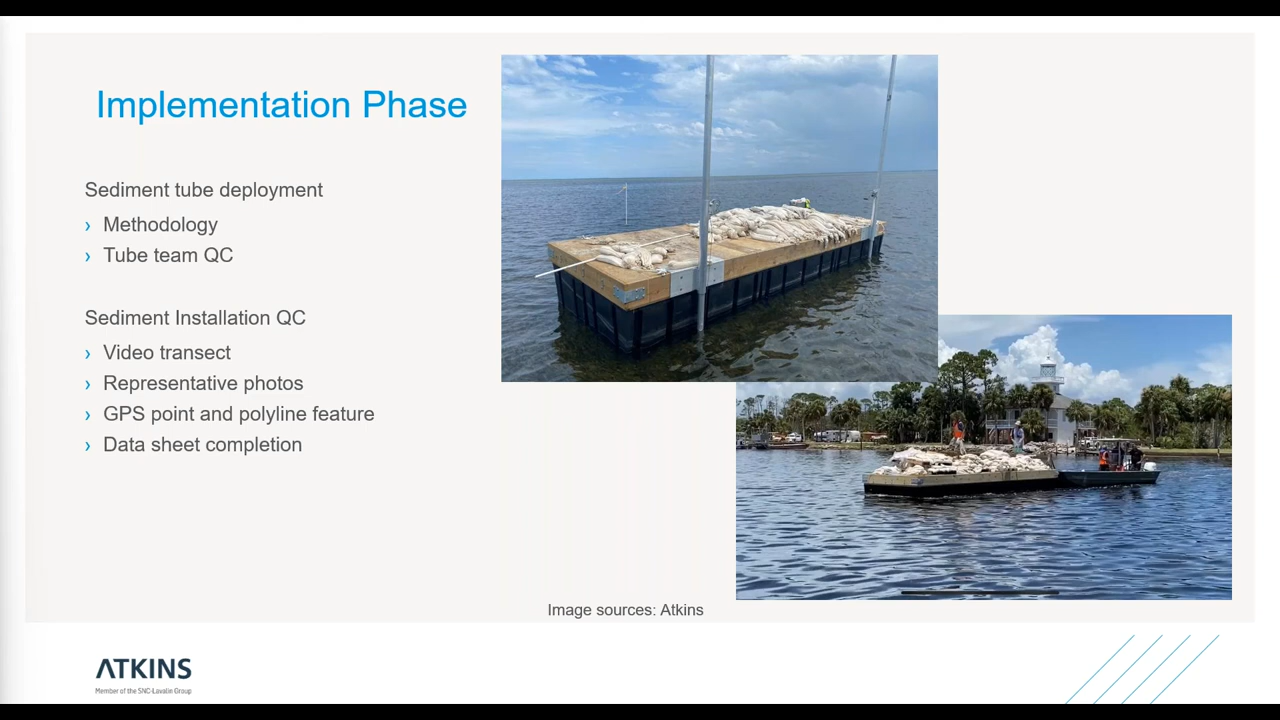 Implementation Phase
Sediment tube deployment
› Methodology
› Tube team QC
Sediment Installation QC
› Video transect
› Representative photos
› GPS point and polyline feature
› Data sheet completion
Image sources: Atkins
ATKINS
Member of the SNC-Lavalin Group